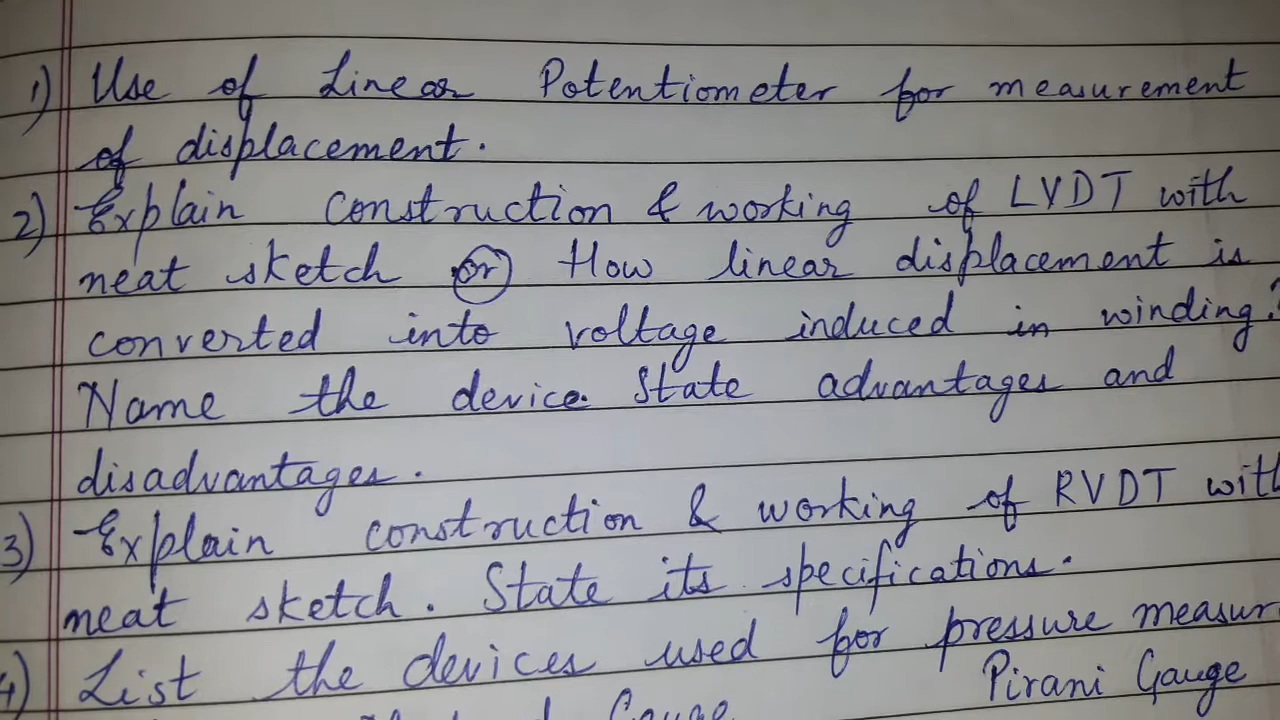 1) Use of Linear Potentiometer for measurement
of displacement.
2) Explain construction & working of LVDT with
neat sketch or How linear displacement is
converted into voltage induced in winding?
Name the device. State advantages and
disadvantages.
3) Explain construction & working of RVDT with
neat sketch. State its specifications.
4) List the devices used for pressure measur
Pirani Gauge
Gauge